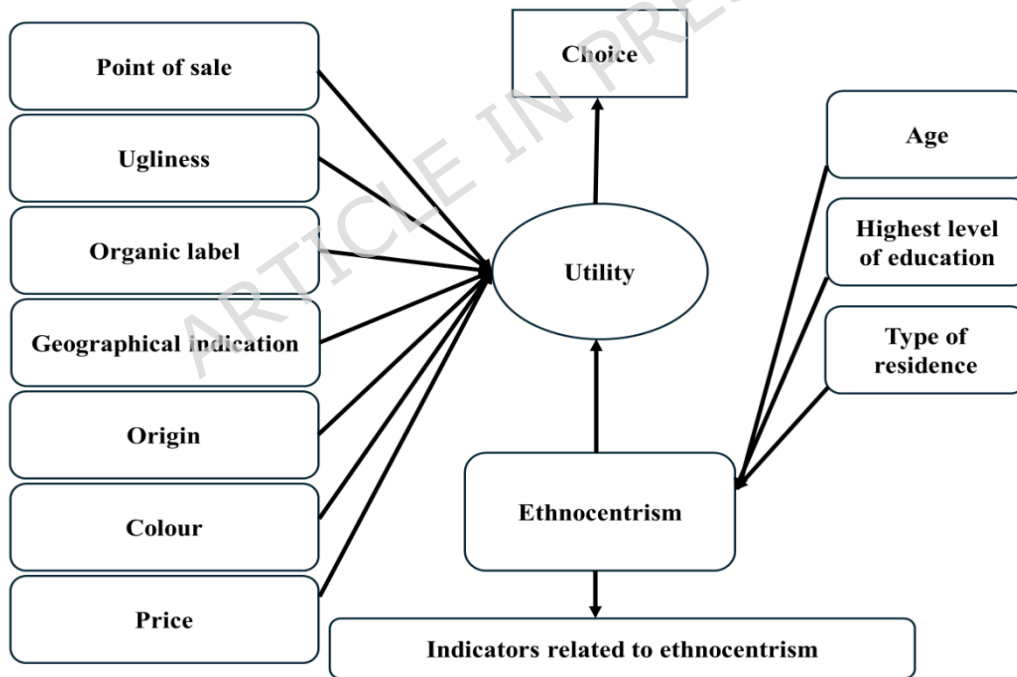 Point of sale
Ugliness
Organic label
Geographical indication
Origin
Colour
Price
Choice
Utility
Ethnocentrism
Indicators related to ethnocentrism
Age
Highest level
of education
Type of
residence
ARTICLE IN PRES